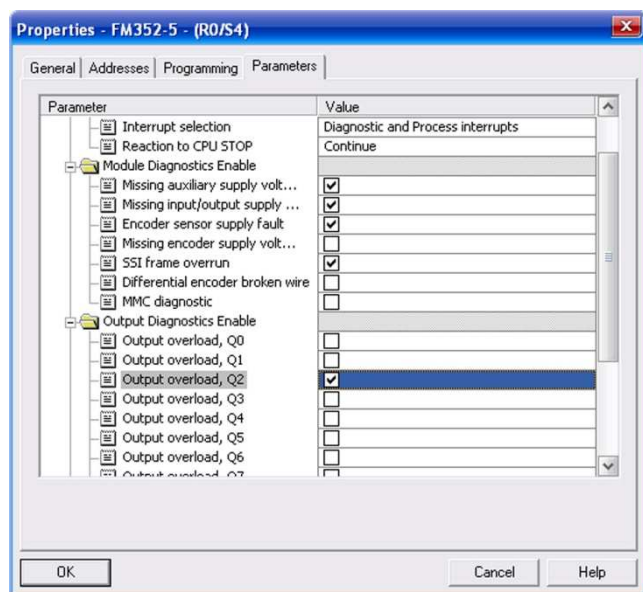 Properties - FM352-5 - (R0/S4)
General Addresses Programming Parameters
Parameter Value
Interrupt selection Diagnostic and Process interrupts
Reaction to CPU STOP Continue
Module Diagnostics Enable
Missing auxiliary supply volt...
Missing input/output supply ...
Encoder sensor supply fault
Missing encoder supply volt...
SSI frame overrun
Differential encoder broken wire
MMC diagnostic
Output Diagnostics Enable
Output overload, Q0
Output overload, Q1
Output overload, Q2
Output overload, Q3
Output overload, Q4
Output overload, Q5
Output overload, Q6
Output overload, Q7
OK Cancel Help